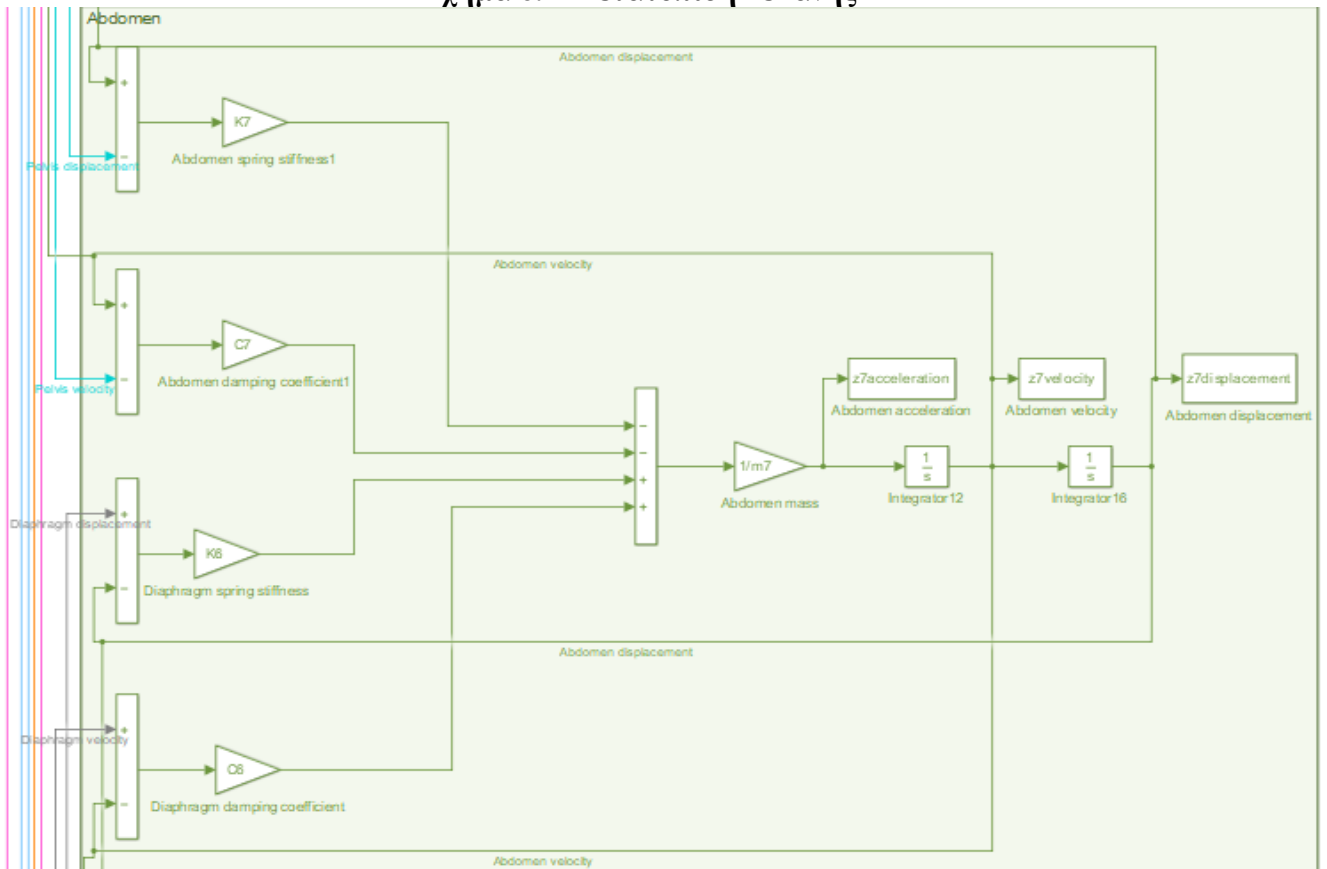 Abdomen
Abdomen displacement
+
K7
−
Pelvis displacement
Abdomen spring stiffness1
Abdomen velocity
+
C7
−
Pelvis velocity
Abdomen damping coefficient1
z7acceleration
z7velocity
z7displacement
Abdomen acceleration
Abdomen velocity
Abdomen displacement
−
−
+
+
1/m7
Abdomen mass
1
s
Integrator12
1
s
Integrator16
+
Diaphragm displacement
K6
−
Diaphragm spring stiffness
Abdomen displacement
+
Diaphragm velocity
C6
−
Diaphragm damping coefficient
Abdomen velocity